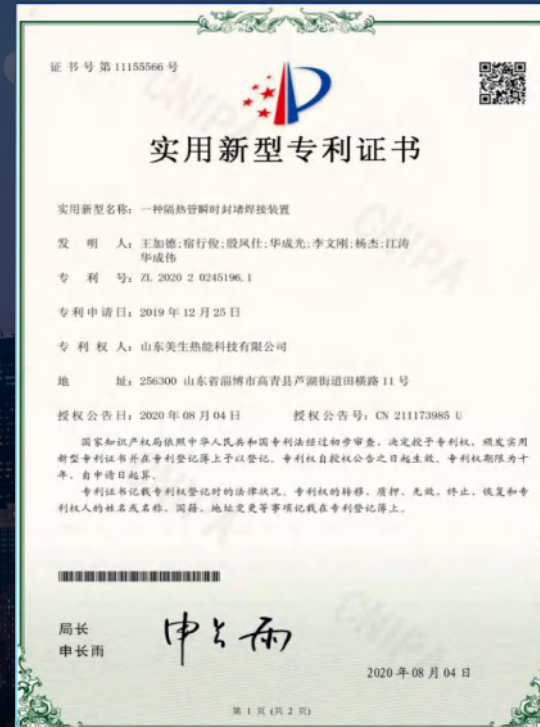 证书号第11155566号
实用新型专利证书
实用新型名称：一种隔热管瞬时封堵焊接装置
发明人：王加德;宿行俊;殷风仕;华成光;李文刚;杨杰;江涛
华成伟
专利号：ZL 2020 2 0245196.1
专利申请日：2019年12月25日
专利权人：山东美生热能科技有限公司
地址：256300 山东省淄博市高青县芦湖街道田横路11号
授权公告日：2020年08月04日 授权公告号：CN 211173985 U
国家知识产权局依照中华人民共和国专利法经过初步审查，决定授予专利权，颁发实用
新型专利证书并在专利登记簿上予以登记。专利权自授权公告之日起生效。专利权期限为十
年，自申请日起算。
专利证书记载专利权登记时的法律状况。专利权的转移、质押、无效、终止、恢复和专
利权人的姓名或名称、国籍、地址变更等事项记载在专利登记簿上。
局长
申长雨
申长雨
2020年08月04日
第 1 页 (共 2 页)
CNIPA
CNIPA
CNIPA
CNIPA